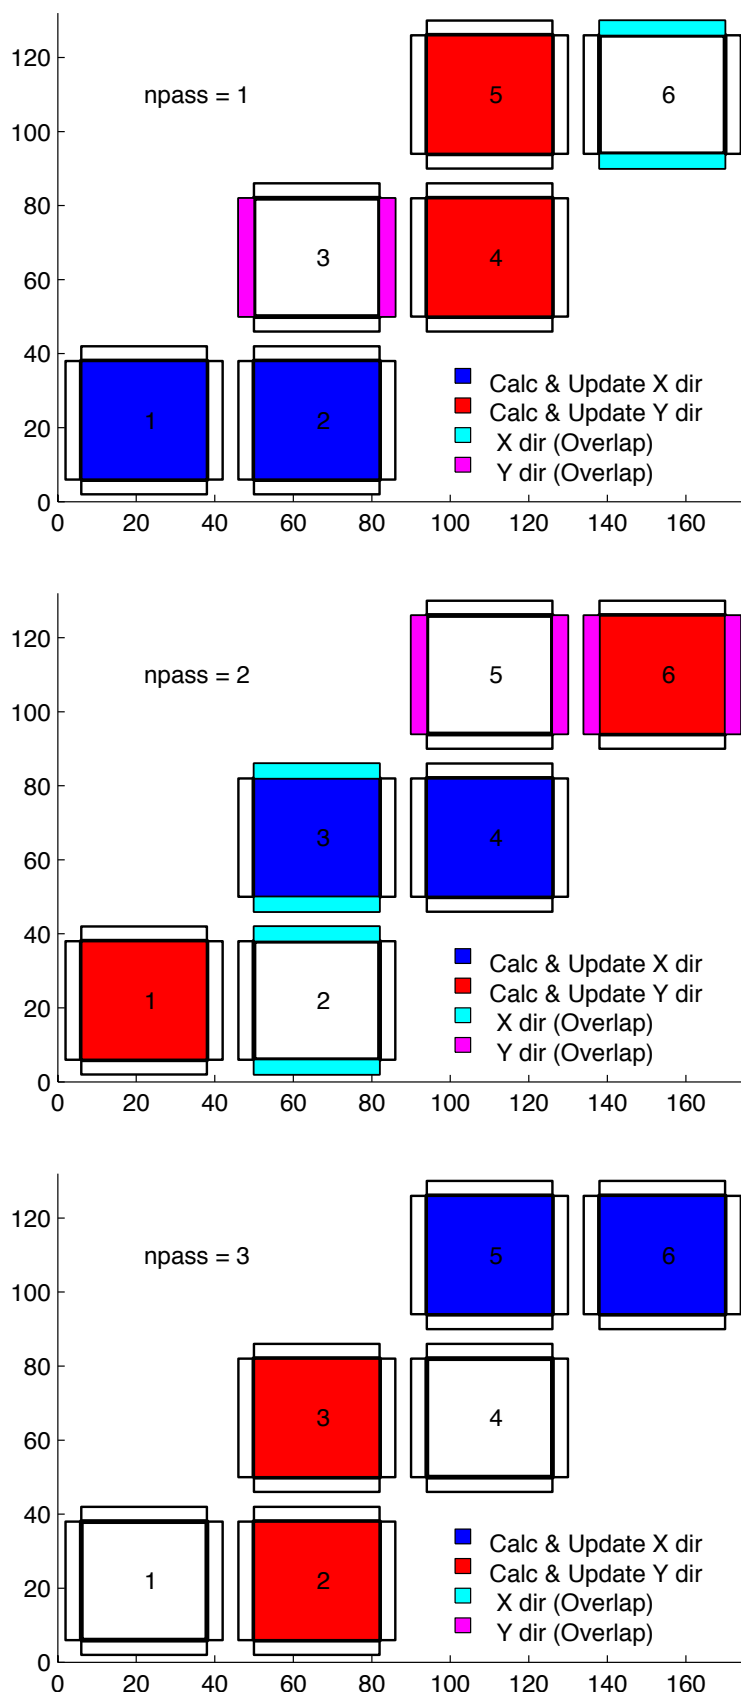 120
npass = 1
5
6
100
80
3
4
60
40
Calc & Update X dir
1
2
Calc & Update Y dir
20
X dir (Overlap)
Y dir (Overlap)
0
0 20 40 60 80 100 120 140 160
120
npass = 2
5
6
100
80
3
4
60
40
Calc & Update X dir
1
2
Calc & Update Y dir
20
X dir (Overlap)
Y dir (Overlap)
0
0 20 40 60 80 100 120 140 160
120
npass = 3
5
6
100
80
3
4
60
40
Calc & Update X dir
1
2
Calc & Update Y dir
20
X dir (Overlap)
Y dir (Overlap)
0
0 20 40 60 80 100 120 140 160